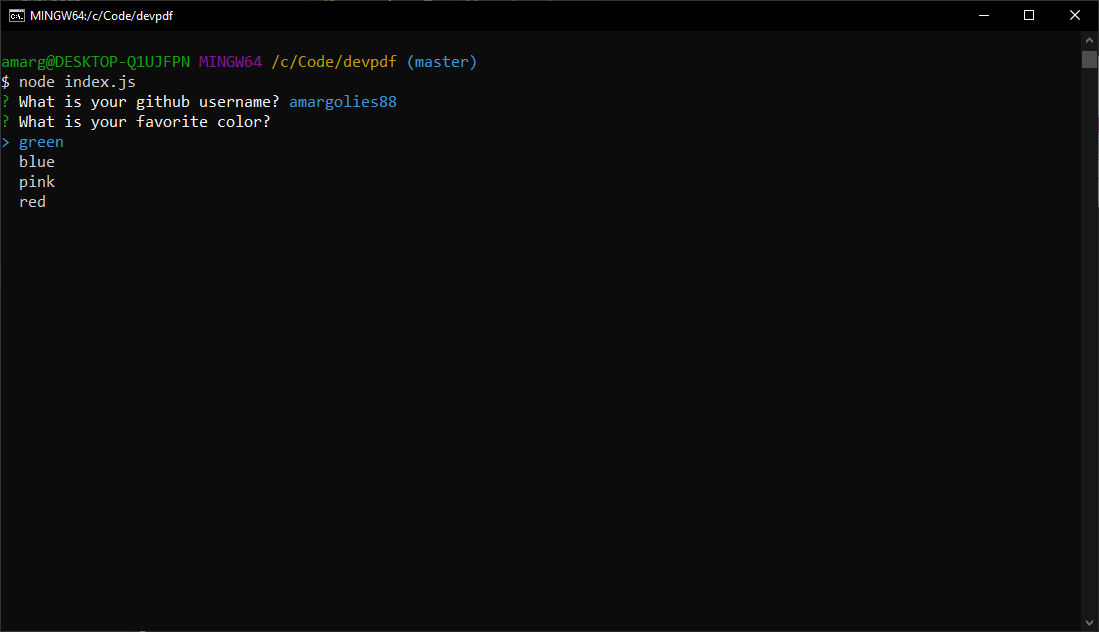 MINGW64:/c/Code/devpdf
amarg@DESKTOP-Q1UJFPN MINGW64 /c/Code/devpdf (master)
$ node index.js
? What is your github username? amargolies88
? What is your favorite color?
> green
blue
pink
red